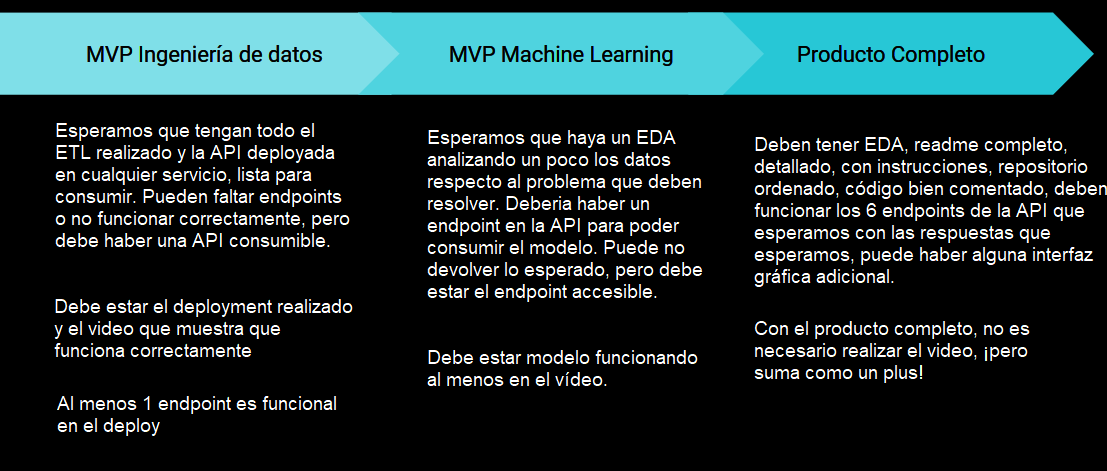 MVP Ingeniería de datos
MVP Machine Learning
Producto Completo
Esperamos que tengan todo el
ETL realizado y la API deployada
en cualquier servicio, lista para
consumir. Pueden faltar endpoints
o no funcionar correctamente, pero
debe haber una API consumible.
Debe estar el deployment realizado
y el video que muestra que
funciona correctamente
Al menos 1 endpoint es funcional
en el deploy
Esperamos que haya un EDA
analizando un poco los datos
respecto al problema que deben
resolver. Deberia haber un
endpoint en la API para poder
consumir el modelo. Puede no
devolver lo esperado, pero debe
estar el endpoint accesible.
Debe estar modelo funcionando
al menos en el vídeo.
Deben tener EDA, readme completo,
detallado, con instrucciones, repositorio
ordenado, código bien comentado, deben
funcionar los 6 endpoints de la API que
esperamos con las respuestas que
esperamos, puede haber alguna interfaz
gráfica adicional.
Con el producto completo, no es
necesario realizar el video, ¡pero
suma como un plus!